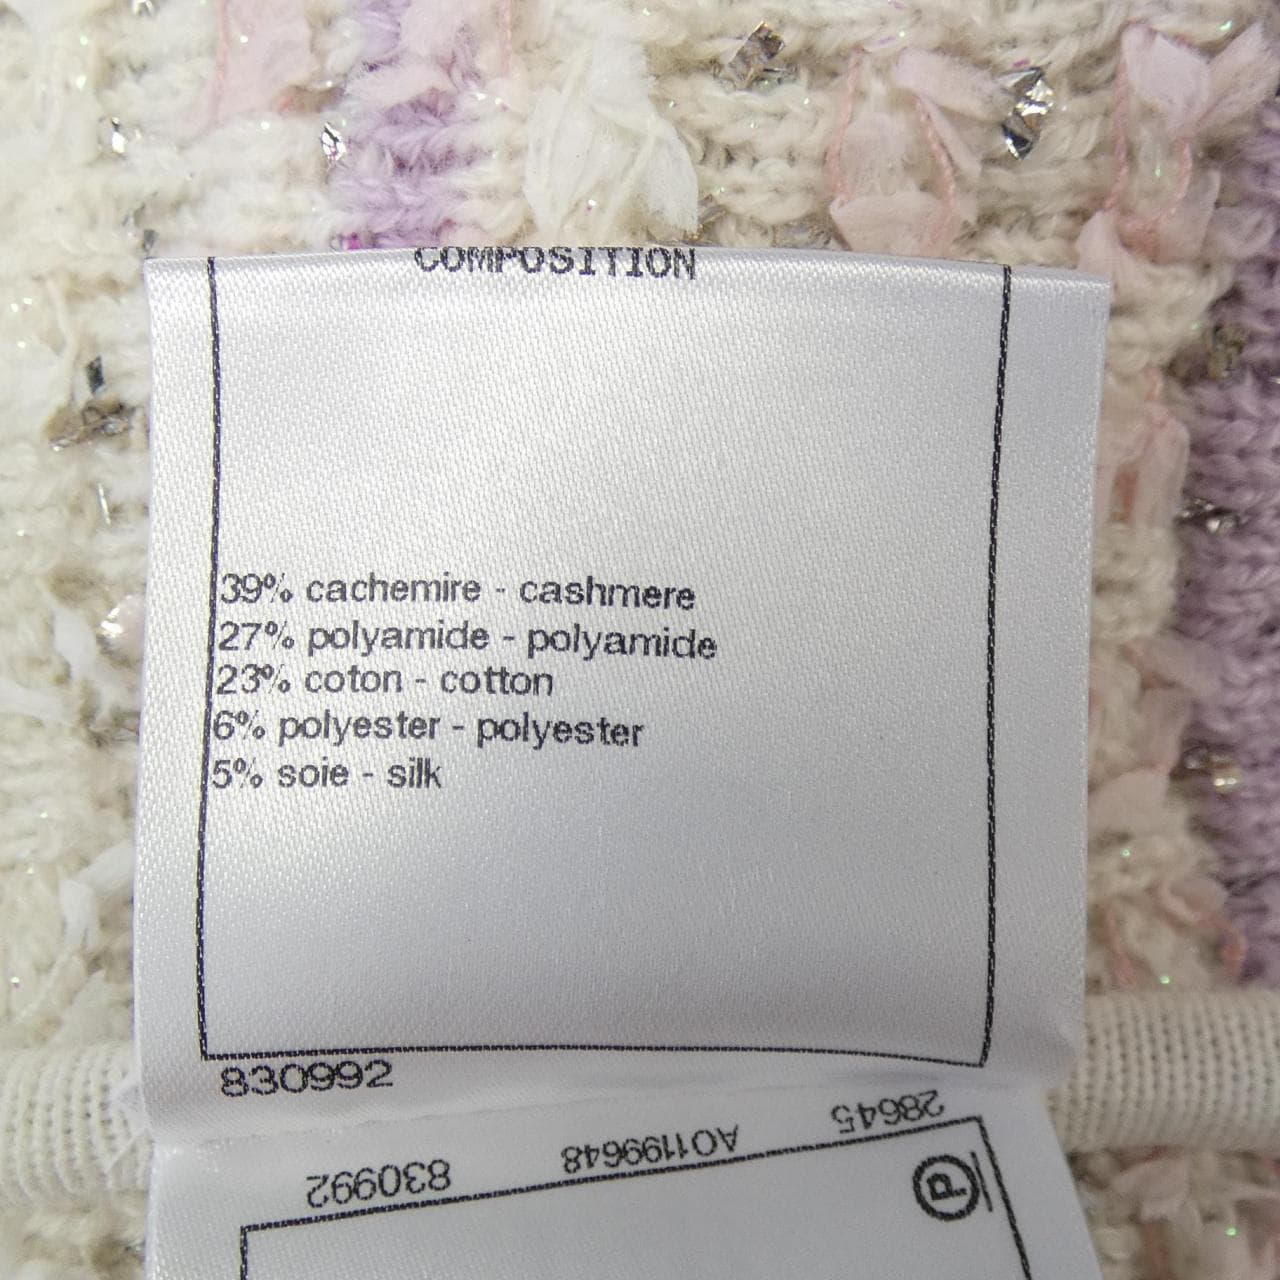 COMPOSITION
39% cachemire - cashmere
27% polyamide - polyamide
23% coton - cotton
6% polyester - polyester
5% soie - silk
830992
28645 A01199648 830992
P